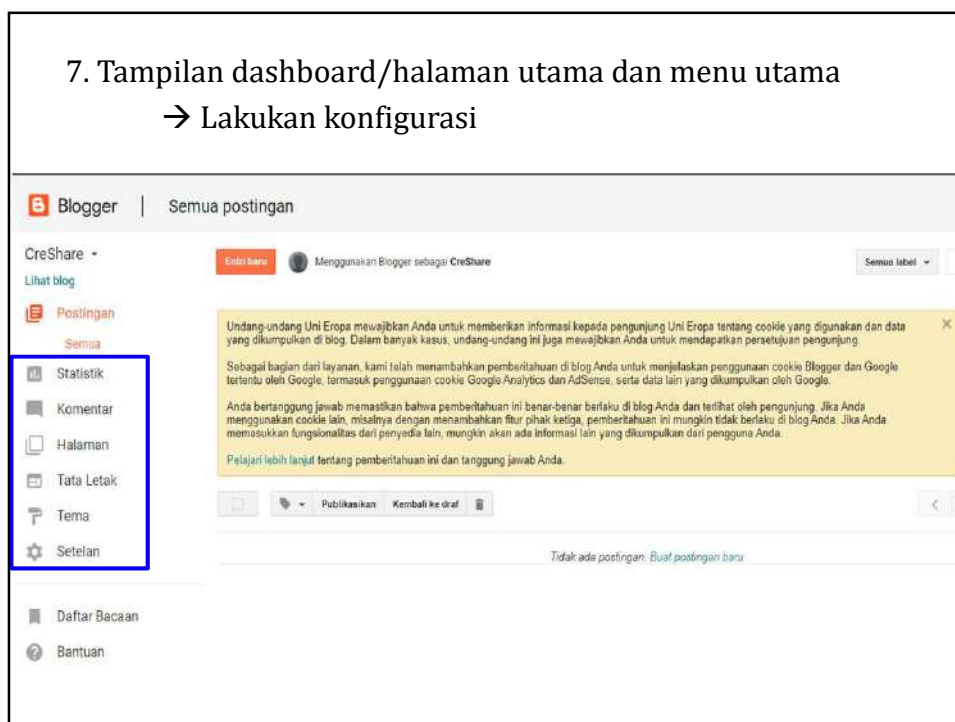 7. Tampilan dashboard/halaman utama dan menu utama
→ Lakukan konfigurasi
Blogger | Semua postingan
CreShare
Lihat blog
Entri baru
Menggunakan Blogger sebagai CreShare
Semua label
Postingan
Semua
Statistik
Komentar
Halaman
Tata Letak
Tema
Setelan
Daftar Bacaan
Bantuan
Undang-undang Uni Eropa mewajibkan Anda untuk memberikan informasi kepada pengunjung Uni Eropa tentang cookie yang digunakan dan data
yang dikumpulkan di blog. Dalam banyak kasus, undang-undang ini juga mewajibkan Anda untuk mendapatkan persetujuan pengunjung.
Sebagai bagian dari layanan, kami telah menambahkan pemberitahuan di blog Anda untuk menjelaskan penggunaan cookie Blogger dan Google
tertentu oleh Google, termasuk penggunaan cookie Google Analytics dan AdSense, serta data lain yang dikumpulkan oleh Google.
Anda bertanggung jawab memastikan bahwa pemberitahuan ini benar-benar berlaku di blog Anda dan terlihat oleh pengunjung. Jika Anda
menggunakan cookie lain, misalnya dengan menambahkan fitur pihak ketiga, pemberitahuan ini mungkin tidak berlaku di blog Anda. Jika Anda
memasukkan fungsionalitas dari penyedia lain, mungkin akan ada informasi lain yang dikumpulkan dari pengguna Anda.
Pelajari lebih lanjut tentang pemberitahuan ini dan tanggung jawab Anda.
Publikasikan Kembali ke draf
Tidak ada postingan. Buat postingan baru